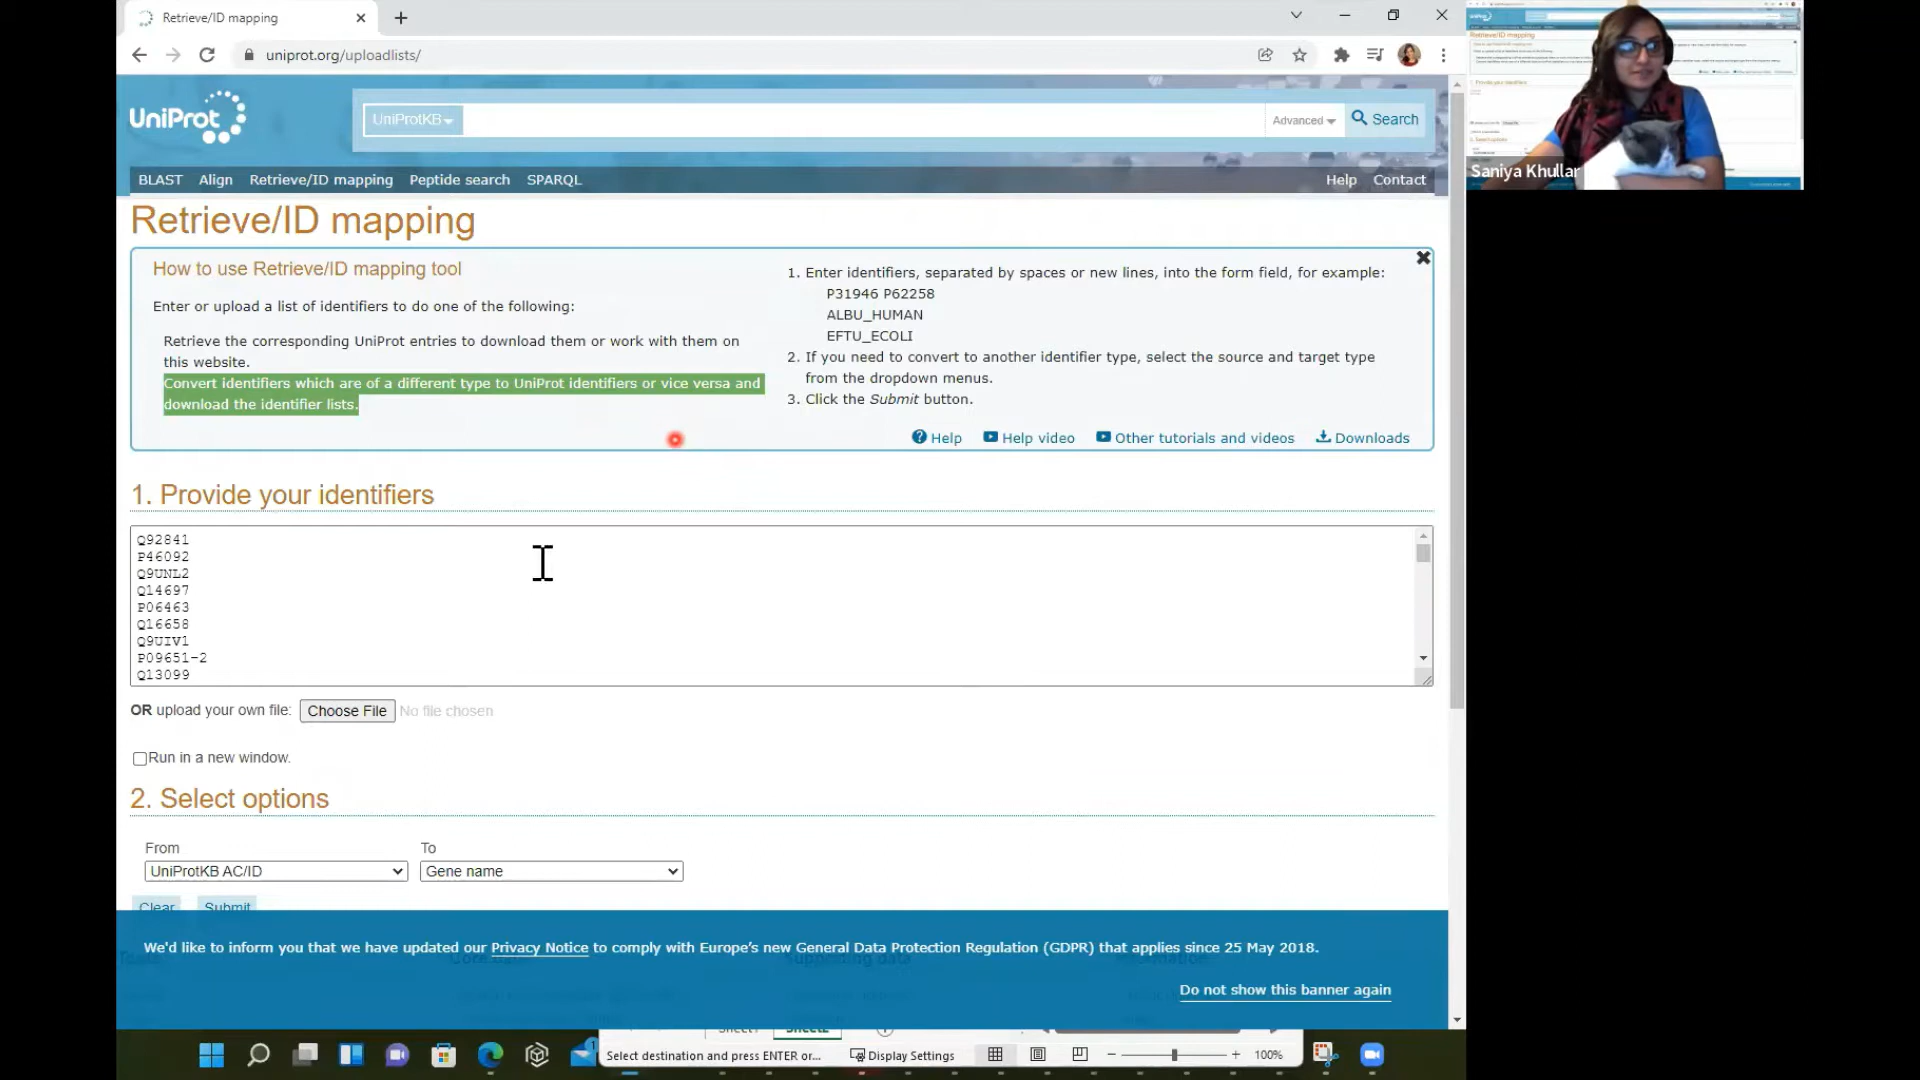 Retrieve/ID mapping
uniprot.org/uploadlists/
UniProt
UniProtKB
Advanced
Search
BLAST Align Retrieve/ID mapping Peptide search SPARQL
Help Contact
Retrieve/ID mapping
How to use Retrieve/ID mapping tool
Enter or upload a list of identifiers to do one of the following:
Retrieve the corresponding UniProt entries to download them or work with them on
this website.
Convert identifiers which are of a different type to UniProt identifiers or vice versa and
download the identifier lists.
1. Enter identifiers, separated by spaces or new lines, into the form field, for example:
P31946 P62258
ALBU_HUMAN
EFTU_ECOLI
2. If you need to convert to another identifier type, select the source and target type
from the dropdown menus.
3. Click the Submit button.
Help Help video Other tutorials and videos Downloads
1. Provide your identifiers
Q92841
P46092
Q9UNL2
Q14697
P06463
Q16658
Q9UIV1
P09651-2
Q13099
OR upload your own file: Choose File No file chosen
Run in a new window.
2. Select options
From To
UniProtKB AC/ID Gene name
Clear Submit
We'd like to inform you that we have updated our Privacy Notice to comply with Europe's new General Data Protection Regulation (GDPR) that applies since 25 May 2018.
Do not show this banner again
Select destination and press ENTER or... Display Settings 100%
Saniya Khullar